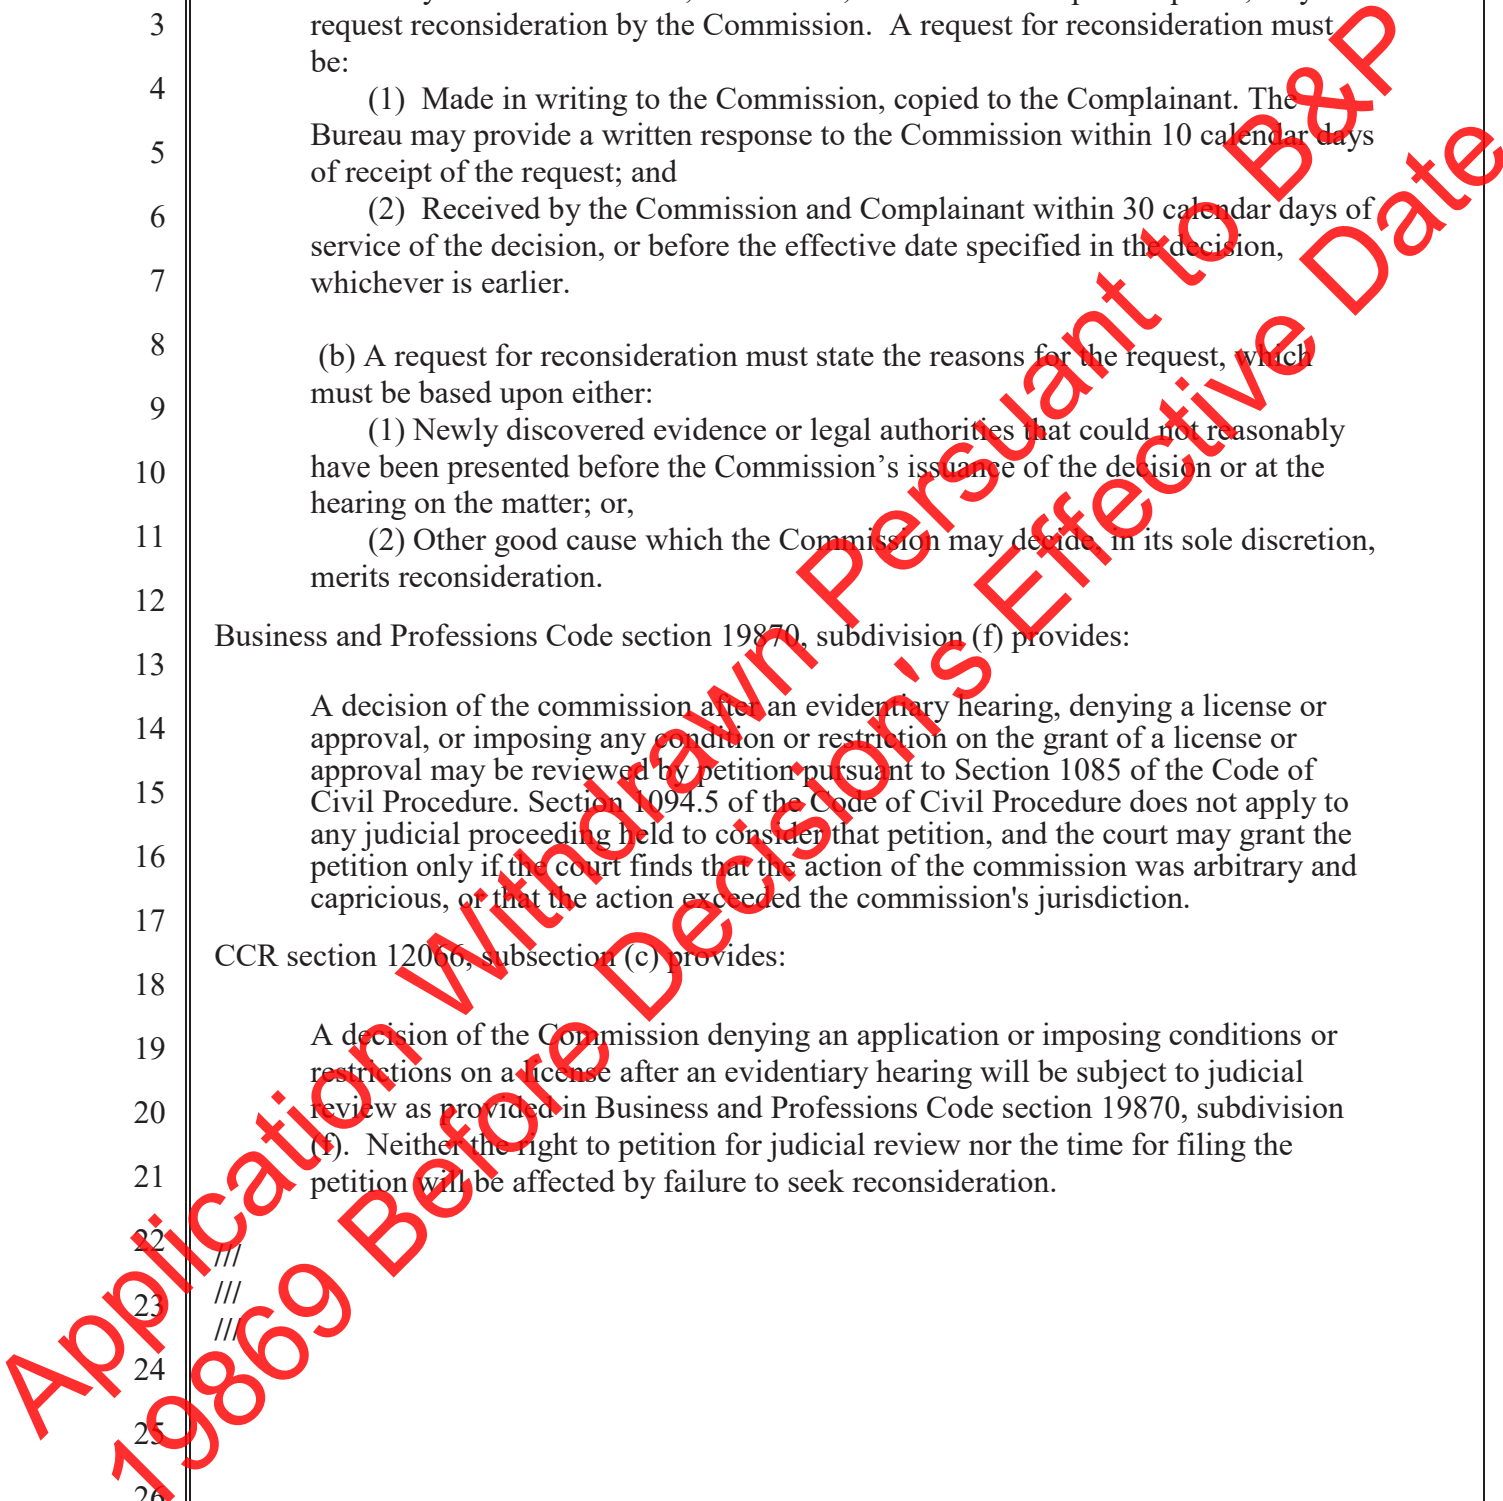 3 request reconsideration by the Commission.  A request for reconsideration must
be:
4 (1)  Made in writing to the Commission, copied to the Complainant. The
Bureau may provide a written response to the Commission within 10 calendar days
5
of receipt of the request; and
6 (2)  Received by the Commission and Complainant within 30 calendar days of
service of the decision, or before the effective date specified in the decision,
7 whichever is earlier.
8 (b) A request for reconsideration must state the reasons for the request, which
must be based upon either:
9
(1) Newly discovered evidence or legal authorities that could not reasonably
10 have been presented before the Commission’s issuance of the decision or at the
hearing on the matter; or,
11 (2) Other good cause which the Commission may decide, in its sole discretion,
merits reconsideration.
12
Business and Professions Code section 19870, subdivision (f) provides:
13
A decision of the commission after an evidentiary hearing, denying a license or
14
approval, or imposing any condition or restriction on the grant of a license or
approval may be reviewed by petition pursuant to Section 1085 of the Code of
15
Civil Procedure. Section 1094.5 of the Code of Civil Procedure does not apply to
any judicial proceeding held to consider that petition, and the court may grant the
16
petition only if the court finds that the action of the commission was arbitrary and
capricious, or that the action exceeded the commission's jurisdiction.
17
CCR section 12066, subsection (c) provides:
18
19 A decision of the Commission denying an application or imposing conditions or
restrictions on a license after an evidentiary hearing will be subject to judicial
20 review as provided in Business and Professions Code section 19870, subdivision
(f).  Neither the right to petition for judicial review nor the time for filing the
21 petition will be affected by failure to seek reconsideration.
22
///
23 ///
///
24
25
26
Application Withdrawn Persuant to B&P
19869 Before Decision's Effective Date